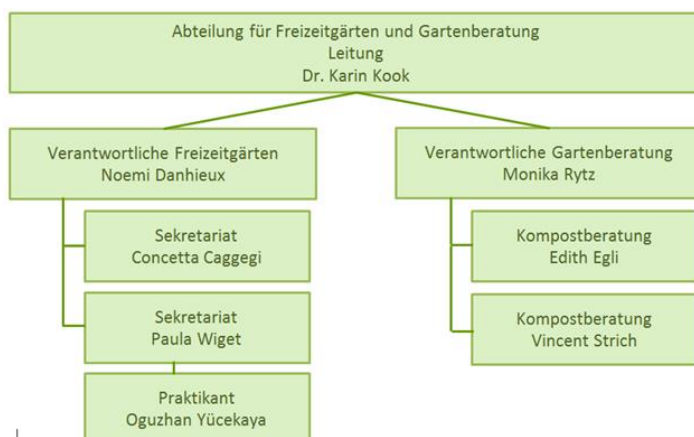 Abteilung für Freizeitgärten und Gartenberatung
Leitung
Dr. Karin Kook
Verantwortliche Freizeitgärten
Noemi Danhieux
Sekretariat
Concetta Caggegi
Sekretariat
Paula Wiget
Praktikant
Oguzhan Yücekaya
Verantwortliche Gartenberatung
Monika Rytz
Kompostberatung
Edith Egli
Kompostberatung
Vincent Strich